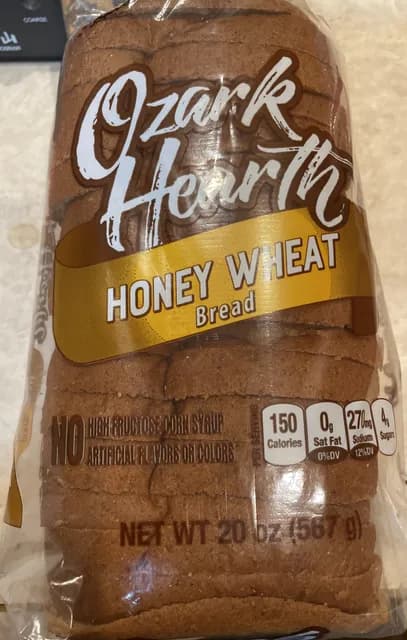 COARSE
Ozark
Hearth
HONEY WHEAT
Bread
NO HIGH FRUCTOSE CORN SYRUP
ARTIFICIAL FLAVORS OR COLORS
150
Calories
0g
Sat Fat
0%DV
270mg
Sodium
12%DV
4g
Sugars
NET WT 20 oz (567 g)